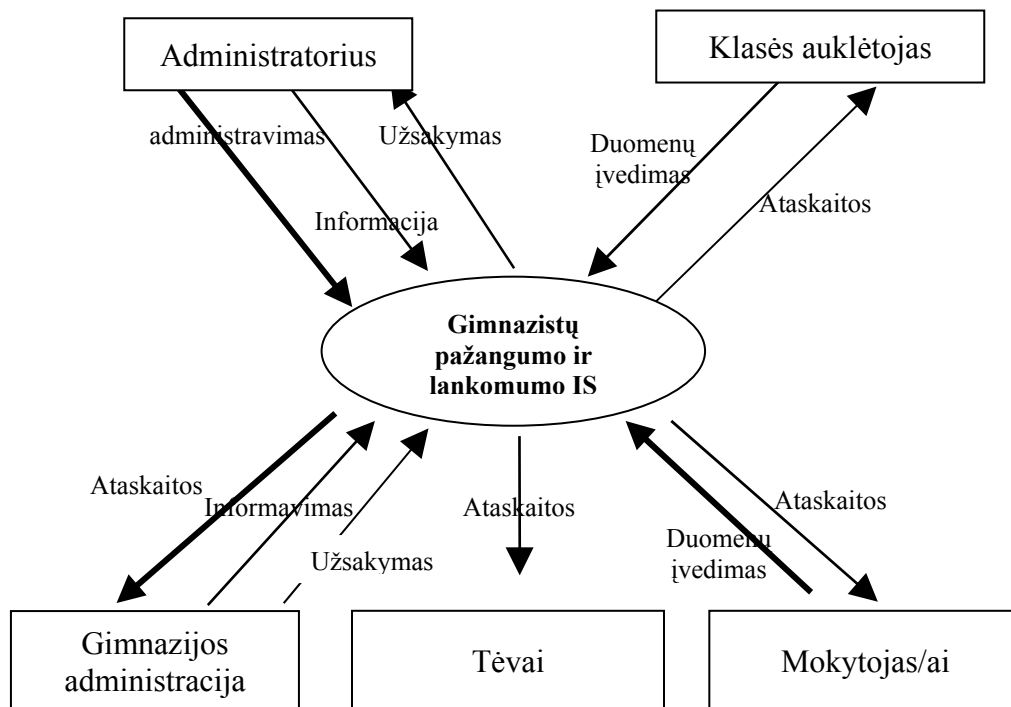 Administratorius
Klasės auklėtojas
administravimas
Užsakymas
Duomenų
įvedimas
Ataskaitos
Informacija
Gimnazistų
pažangumo ir
lankomumo IS
Ataskaitos
Informavimas
Užsakymas
Ataskaitos
Duomenų
įvedimas
Ataskaitos
Gimnazijos
administracija
Tėvai
Mokytojas/ai